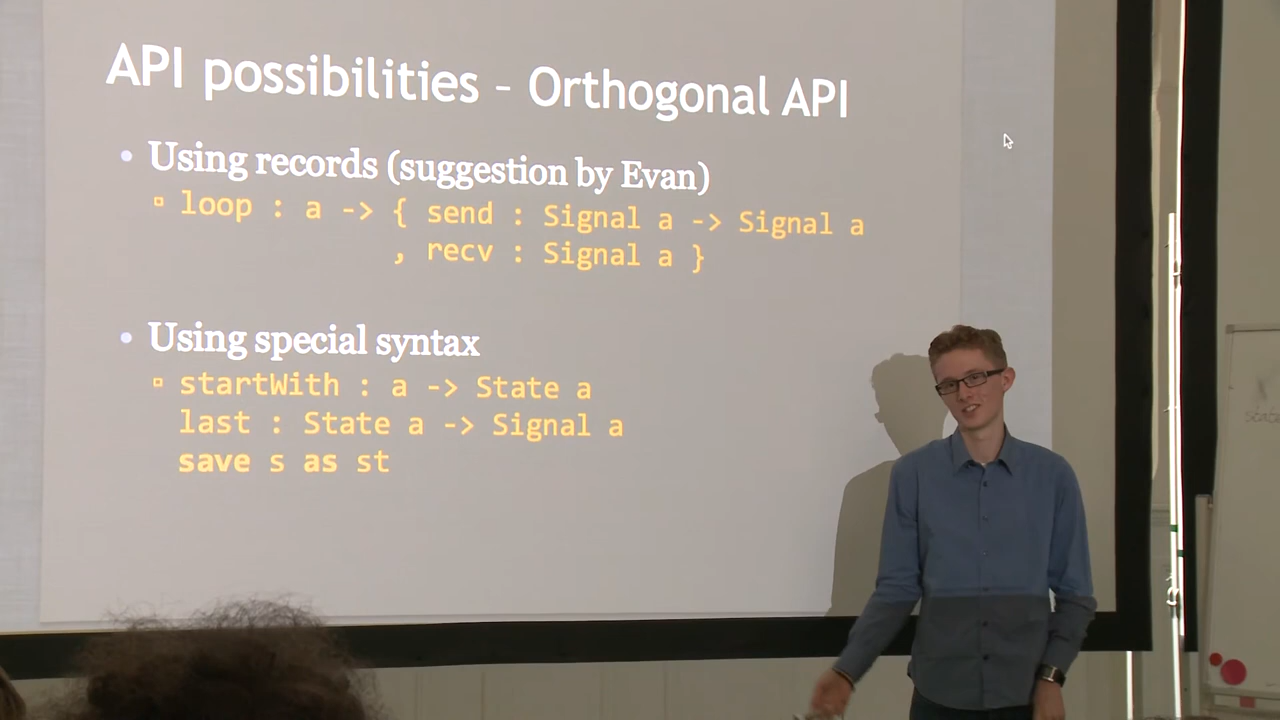 API possibilities – Orthogonal API
• Using records (suggestion by Evan)
▫ loop : a -> { send : Signal a -> Signal a
, recv : Signal a }
• Using special syntax
▫ startWith : a -> State a
last : State a -> Signal a
save s as st